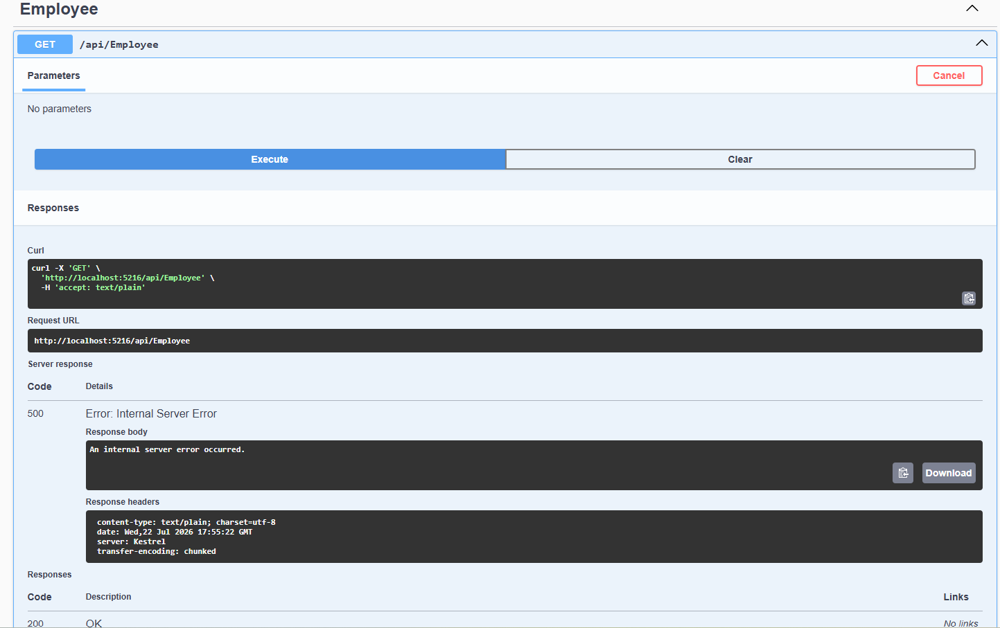 Employee
GET /api/Employee
Parameters
Cancel
No parameters
Execute
Clear
Responses
Curl
curl -X 'GET' \
  'http://localhost:5216/api/Employee' \
  -H 'accept: text/plain'
Request URL
http://localhost:5216/api/Employee
Server response
Code Details
500 Error: Internal Server Error
Response body
An internal server error occurred.
Download
Response headers
content-type: text/plain; charset=utf-8
date: Wed,22 Jul 2026 17:55:22 GMT
server: Kestrel
transfer-encoding: chunked
Responses
Code Description Links
200 OK No links